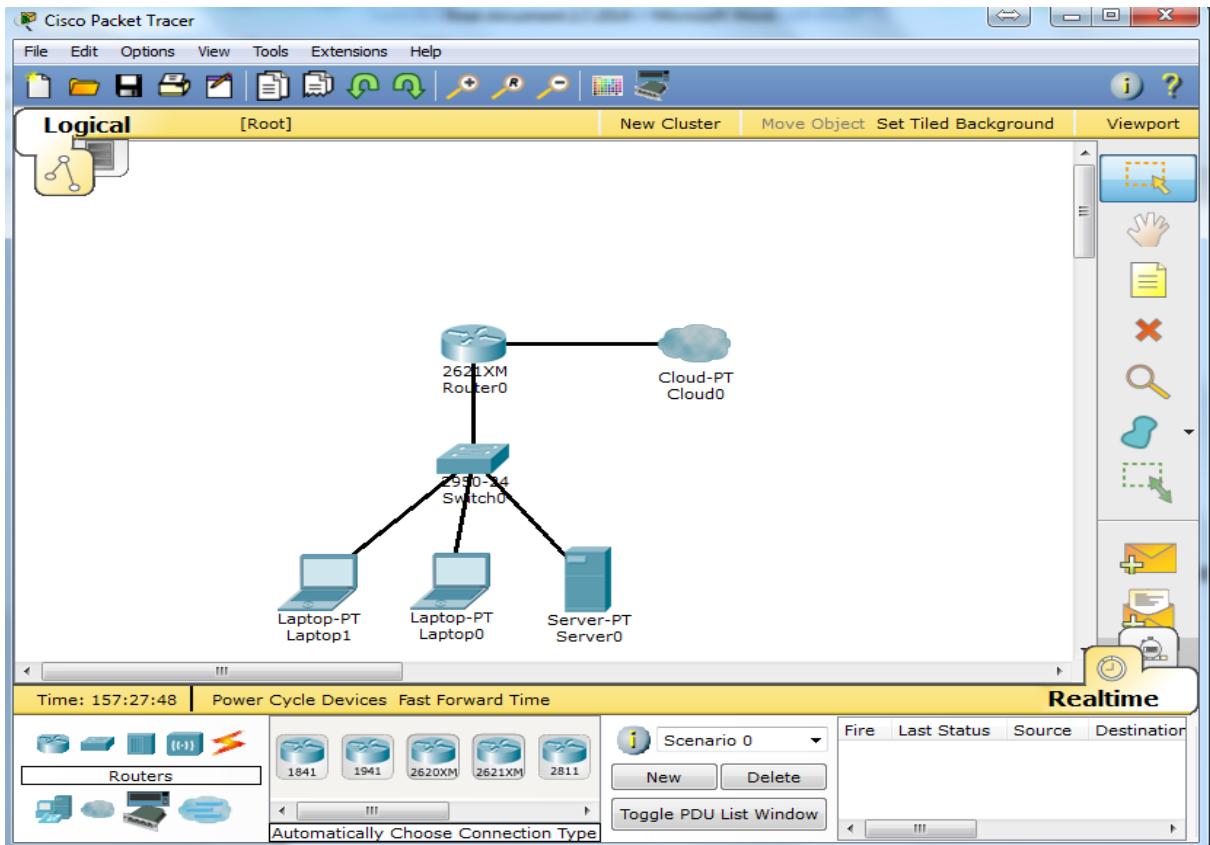 Cisco Packet Tracer
File Edit Options View Tools Extensions Help
Logical [Root] New Cluster Move Object Set Tiled Background Viewport
2621XM
Router0
Cloud-PT
Cloud0
2950-24
Switch0
Laptop-PT
Laptop1
Laptop-PT
Laptop0
Server-PT
Server0
Time: 157:27:48 Power Cycle Devices Fast Forward Time Realtime
Routers
1841 1941 2620XM 2621XM 2811
Automatically Choose Connection Type
Scenario 0
New Delete
Toggle PDU List Window
Fire Last Status Source Destination